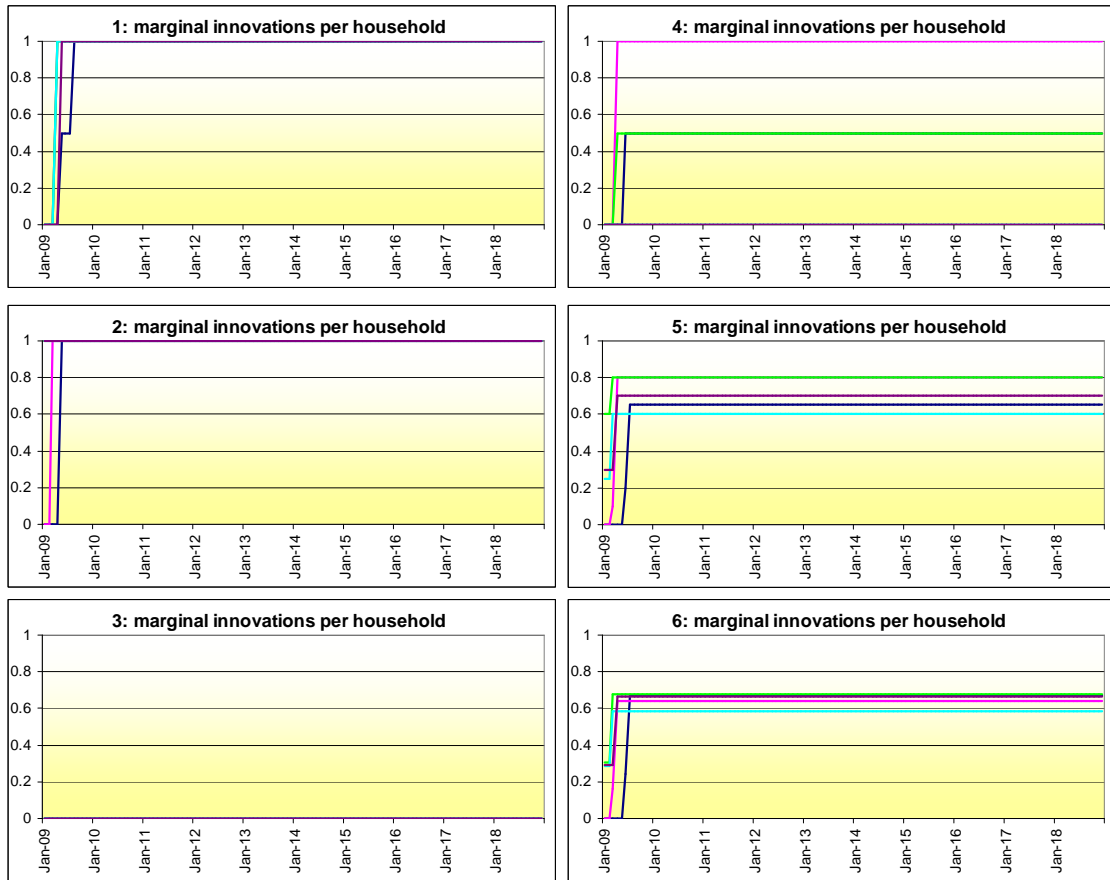 1: marginal innovations per household
1
0.8
0.6
0.4
0.2
0
Jan-09
Jan-10
Jan-11
Jan-12
Jan-13
Jan-14
Jan-15
Jan-16
Jan-17
Jan-18
4: marginal innovations per household
1
0.8
0.6
0.4
0.2
0
Jan-09
Jan-10
Jan-11
Jan-12
Jan-13
Jan-14
Jan-15
Jan-16
Jan-17
Jan-18
2: marginal innovations per household
1
0.8
0.6
0.4
0.2
0
Jan-09
Jan-10
Jan-11
Jan-12
Jan-13
Jan-14
Jan-15
Jan-16
Jan-17
Jan-18
5: marginal innovations per household
1
0.8
0.6
0.4
0.2
0
Jan-09
Jan-10
Jan-11
Jan-12
Jan-13
Jan-14
Jan-15
Jan-16
Jan-17
Jan-18
3: marginal innovations per household
1
0.8
0.6
0.4
0.2
0
Jan-09
Jan-10
Jan-11
Jan-12
Jan-13
Jan-14
Jan-15
Jan-16
Jan-17
Jan-18
6: marginal innovations per household
1
0.8
0.6
0.4
0.2
0
Jan-09
Jan-10
Jan-11
Jan-12
Jan-13
Jan-14
Jan-15
Jan-16
Jan-17
Jan-18